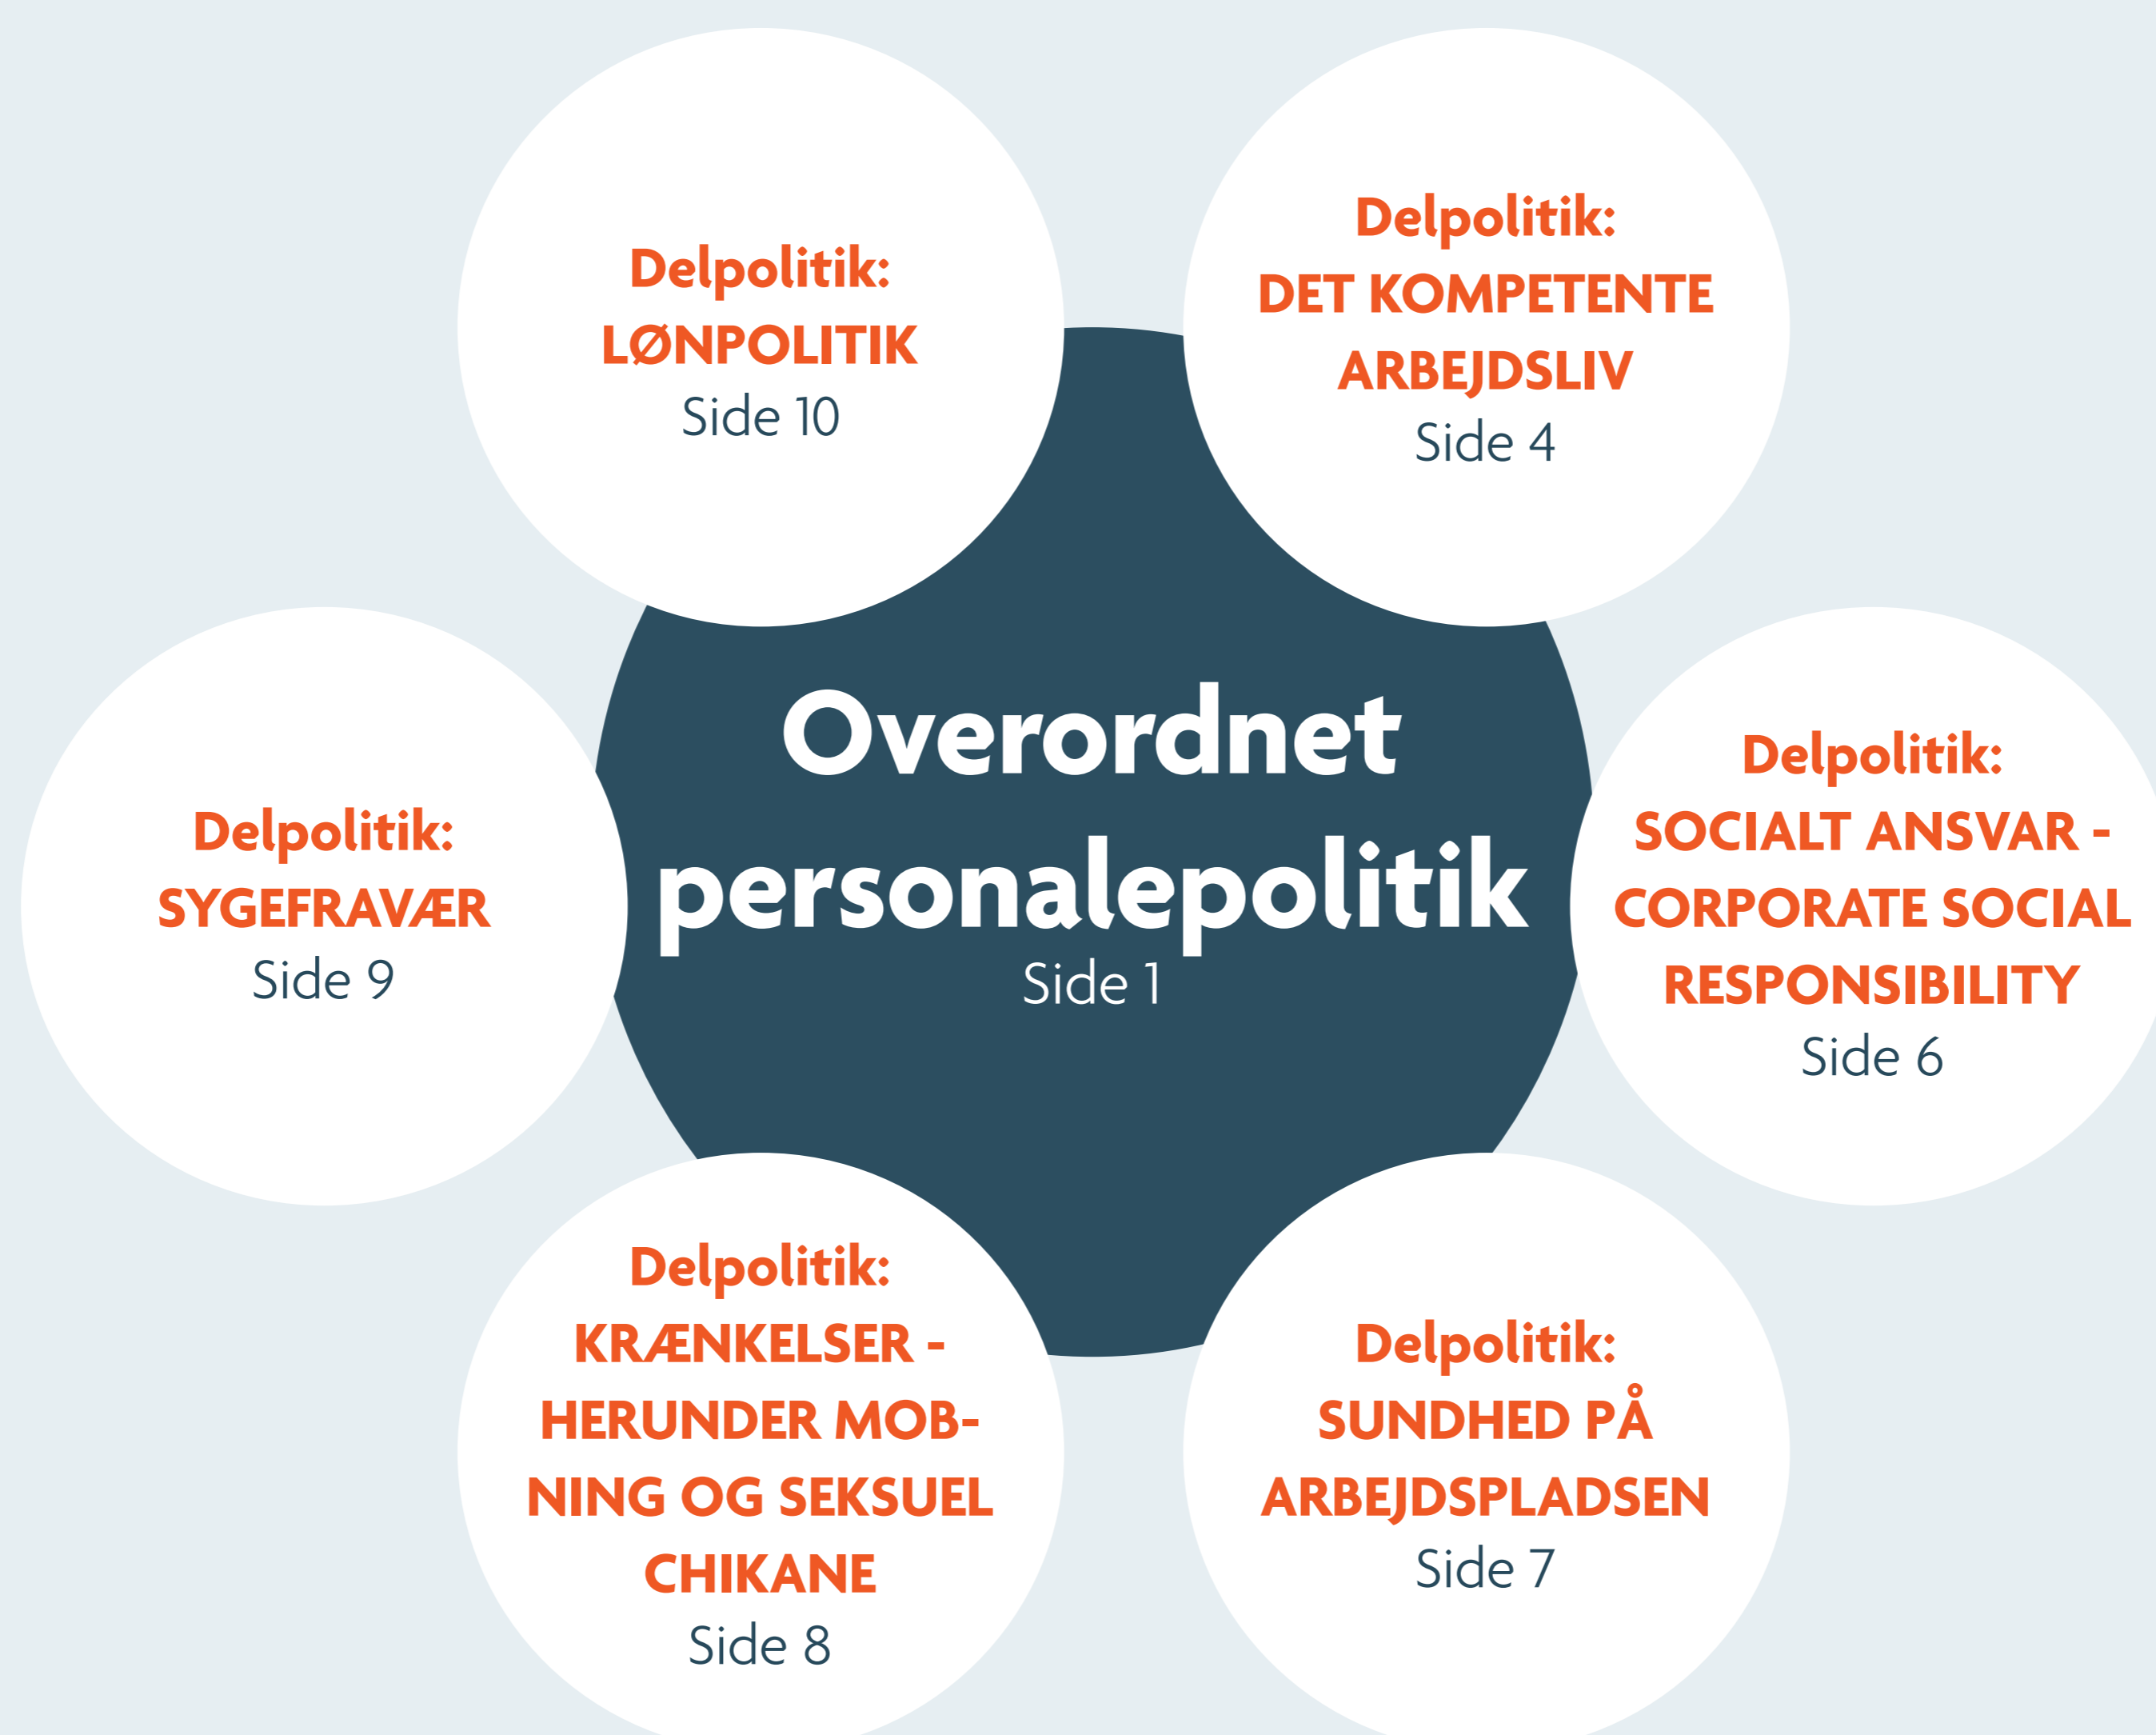 Delpolitik:
LØNPOLITIK
Side 10
Delpolitik:
DET KOMPETENTE
ARBEJDSLIV
Side 4
Overordnet
personalepolitik
Side 1
Delpolitik:
SYGEFRAVÆR
Side 9
Delpolitik:
SOCIALT ANSVAR -
CORPORATE SOCIAL
RESPONSIBILITY
Side 6
Delpolitik:
KRÆNKELSER -
HERUNDER MOB-
NING OG SEKSUEL
CHIKANE
Side 8
Delpolitik:
SUNDHED PÅ
ARBEJDSPLADSEN
Side 7